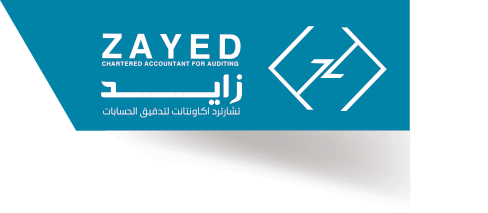 ZAYED
CHARTERED ACCOUNTANT FOR AUDITING
زايد
تشارترد اكاونتانت لتدقيق الحسابات